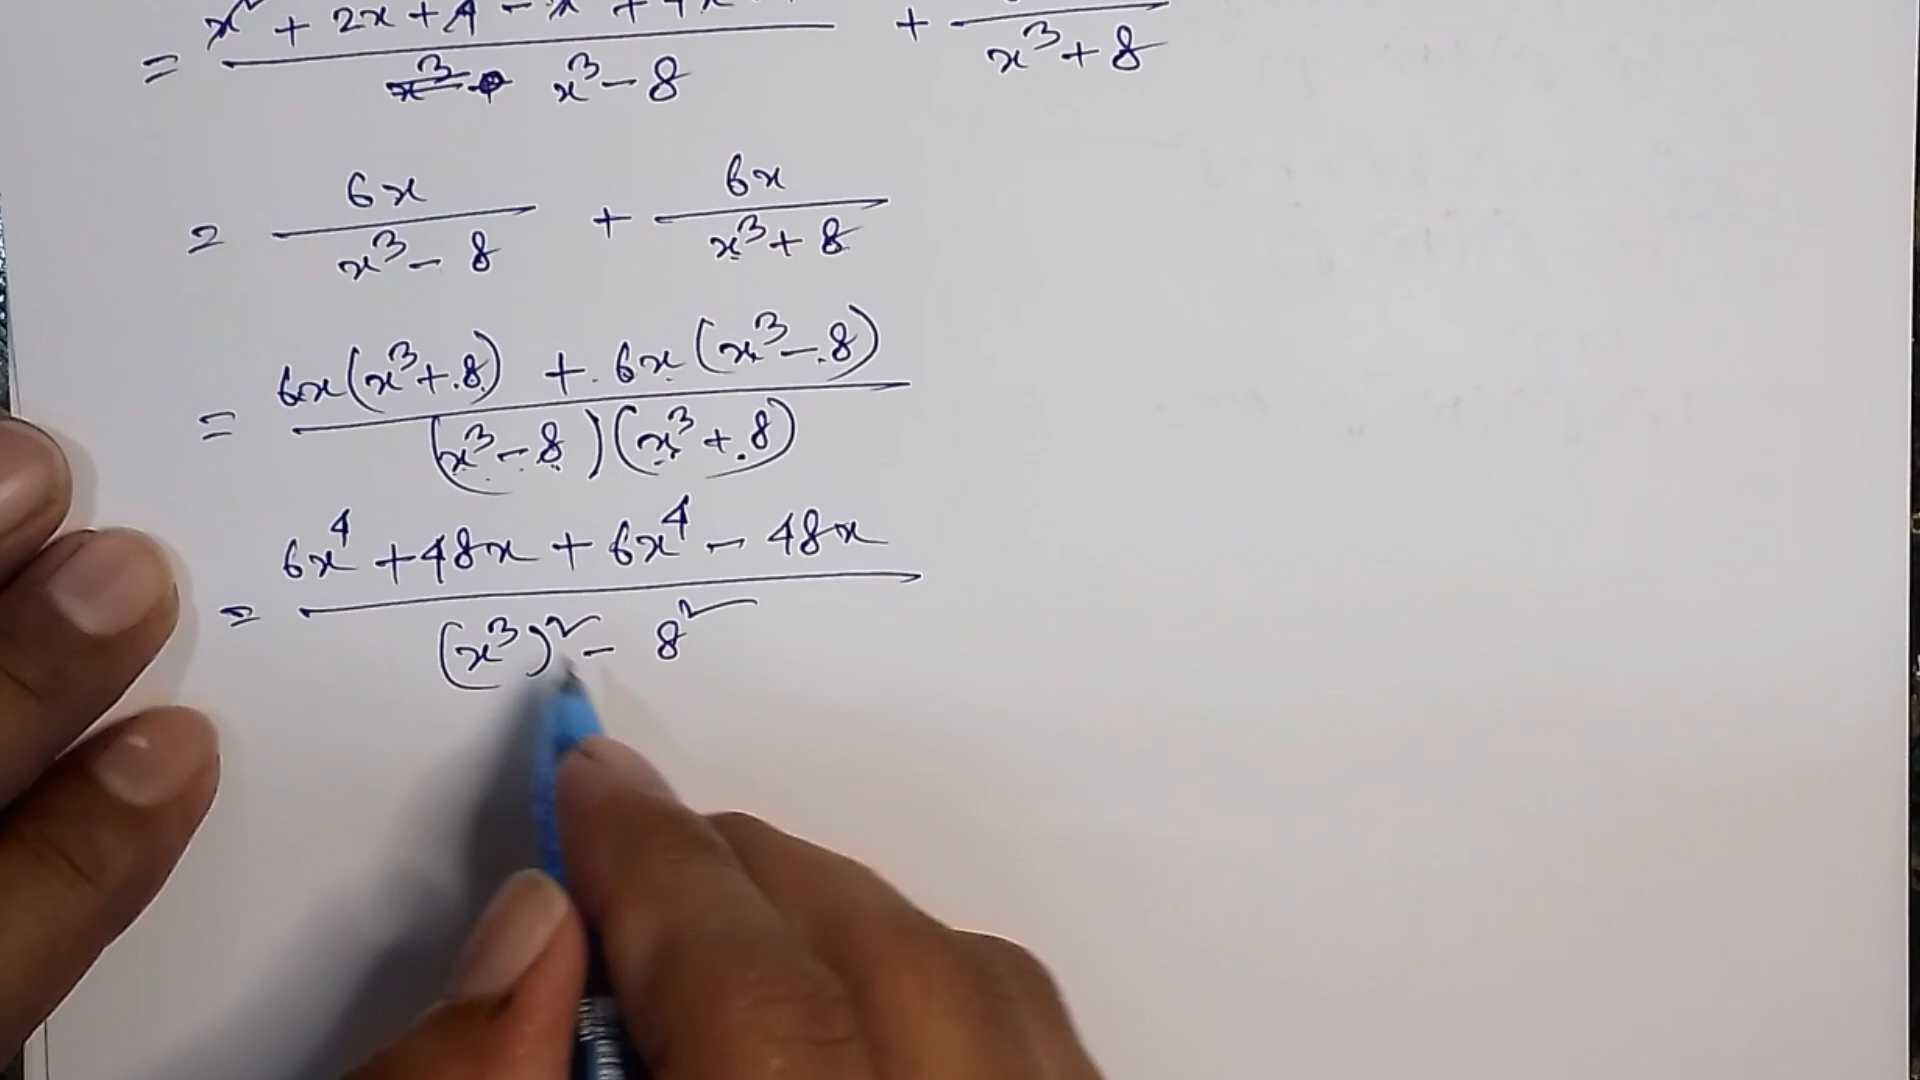 = x² + 2x + 4 - x² + 4x / x³ - 8 + / x³ + 8
= 6x / x³ - 8 + 6x / x³ + 8
= 6x(x³ + 8) + 6x(x³ - 8) / (x³ - 8)(x³ + 8)
= 6x⁴ + 48x + 6x⁴ - 48x / (x³)² - 8²